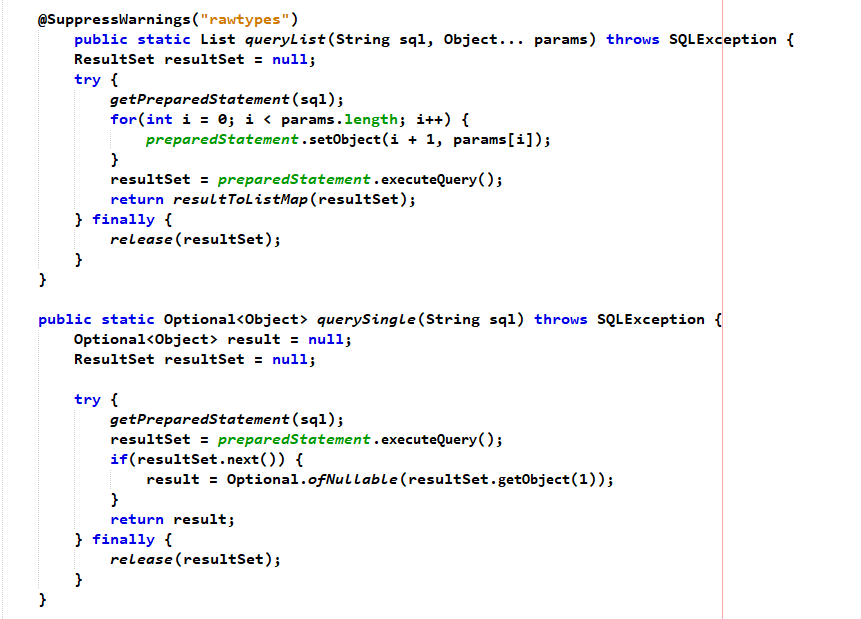 @SuppressWarnings("rawtypes")
    public static List queryList(String sql, Object... params) throws SQLException {
    ResultSet resultSet = null;
    try {
        getPreparedStatement(sql);
        for(int i = 0; i < params.length; i++) {
            preparedStatement.setObject(i + 1, params[i]);
        }
        resultSet = preparedStatement.executeQuery();
        return resultToListMap(resultSet);
    } finally {
        release(resultSet);
    }
}

public static Optional<Object> querySingle(String sql) throws SQLException {
    Optional<Object> result = null;
    ResultSet resultSet = null;

    try {
        getPreparedStatement(sql);
        resultSet = preparedStatement.executeQuery();
        if(resultSet.next()) {
            result = Optional.ofNullable(resultSet.getObject(1));
        }
        return result;
    } finally {
        release(resultSet);
    }
}